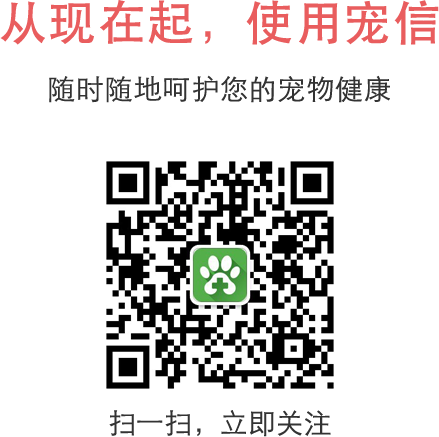 从现在起，使用宠信
随时随地呵护您的宠物健康
扫一扫，立即关注